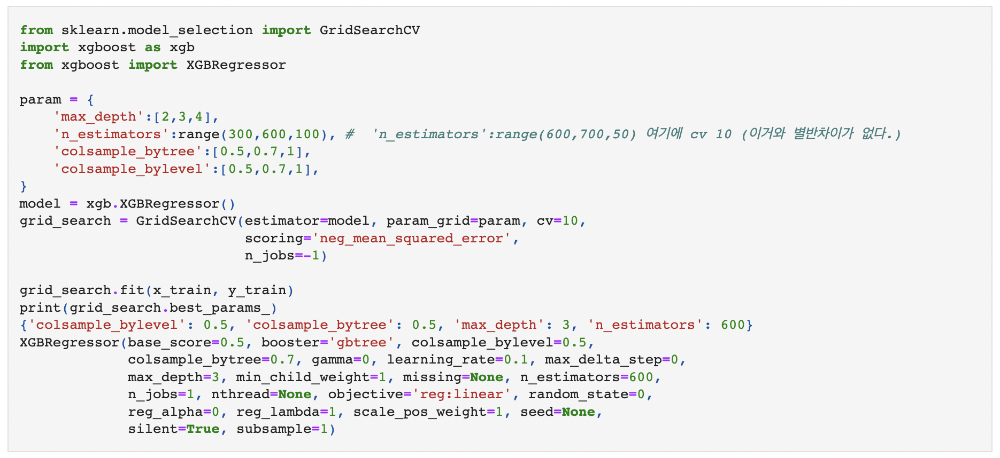 from sklearn.model_selection import GridSearchCV
import xgboost as xgb
from xgboost import XGBRegressor

param = {
    'max_depth':[2,3,4],
    'n_estimators':range(300,600,100), #  'n_estimators':range(600,700,50) 여기에 cv 10 (이거와 별반차이가 없다.)
    'colsample_bytree':[0.5,0.7,1],
    'colsample_bylevel':[0.5,0.7,1],
}
model = xgb.XGBRegressor()
grid_search = GridSearchCV(estimator=model, param_grid=param, cv=10,
                           scoring='neg_mean_squared_error',
                           n_jobs=-1)

grid_search.fit(x_train, y_train)
print(grid_search.best_params_)
{'colsample_bylevel': 0.5, 'colsample_bytree': 0.5, 'max_depth': 3, 'n_estimators': 600}
XGBRegressor(base_score=0.5, booster='gbtree', colsample_bylevel=0.5,
             colsample_bytree=0.7, gamma=0, learning_rate=0.1, max_delta_step=0,
             max_depth=3, min_child_weight=1, missing=None, n_estimators=600,
             n_jobs=1, nthread=None, objective='reg:linear', random_state=0,
             reg_alpha=0, reg_lambda=1, scale_pos_weight=1, seed=None,
             silent=True, subsample=1)